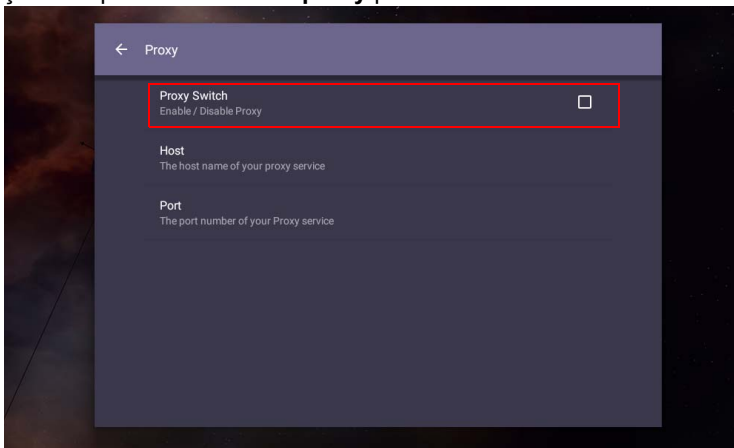 Proxy
Proxy Switch
Enable / Disable Proxy
Host
The host name of your proxy service
Port
The port number of your Proxy service